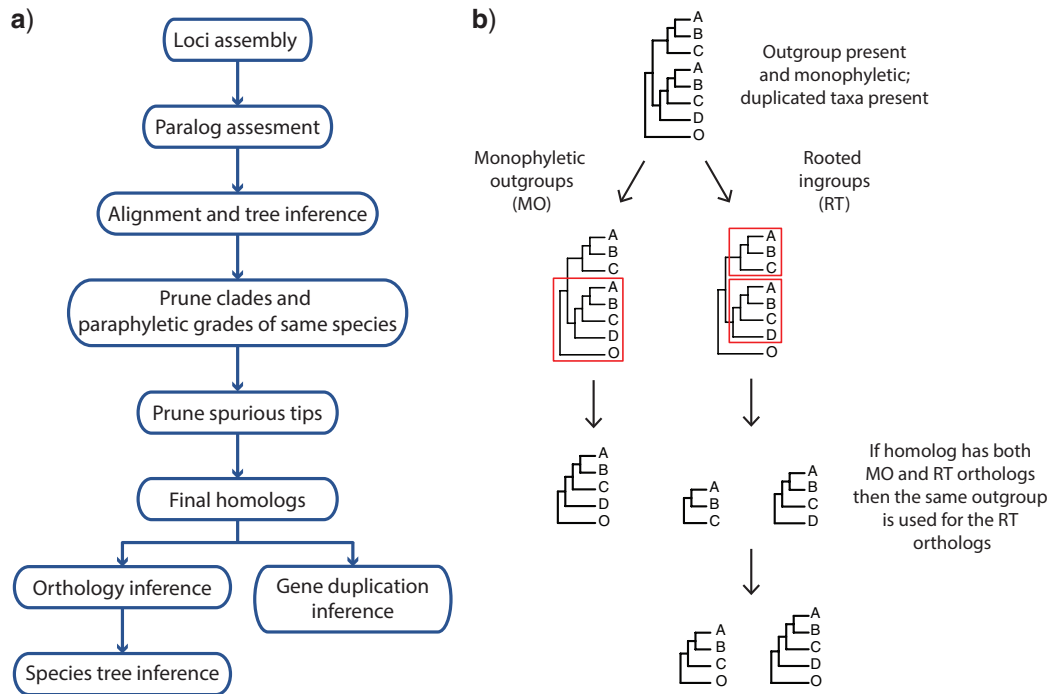 a)
Loci assembly
Paralog assesment
Alignment and tree inference
Prune clades and
paraphyletic grades of same species
Prune spurious tips
Final homologs
Orthology inference
Gene duplication
inference
Species tree inference
b)
A
B
C
A
B
C
D
O
Outgroup present
and monophyletic;
duplicated taxa present
Monophyletic
outgroups
(MO)
Rooted
ingroups
(RT)
A
B
C
A
B
C
D
O
A
B
C
A
B
C
D
O
A
B
C
D
O
A
B
C
A
B
C
D
If homolog has both
MO and RT orthologs
then the same outgroup
is used for the RT
orthologs
A
B
C
O
A
B
C
D
O